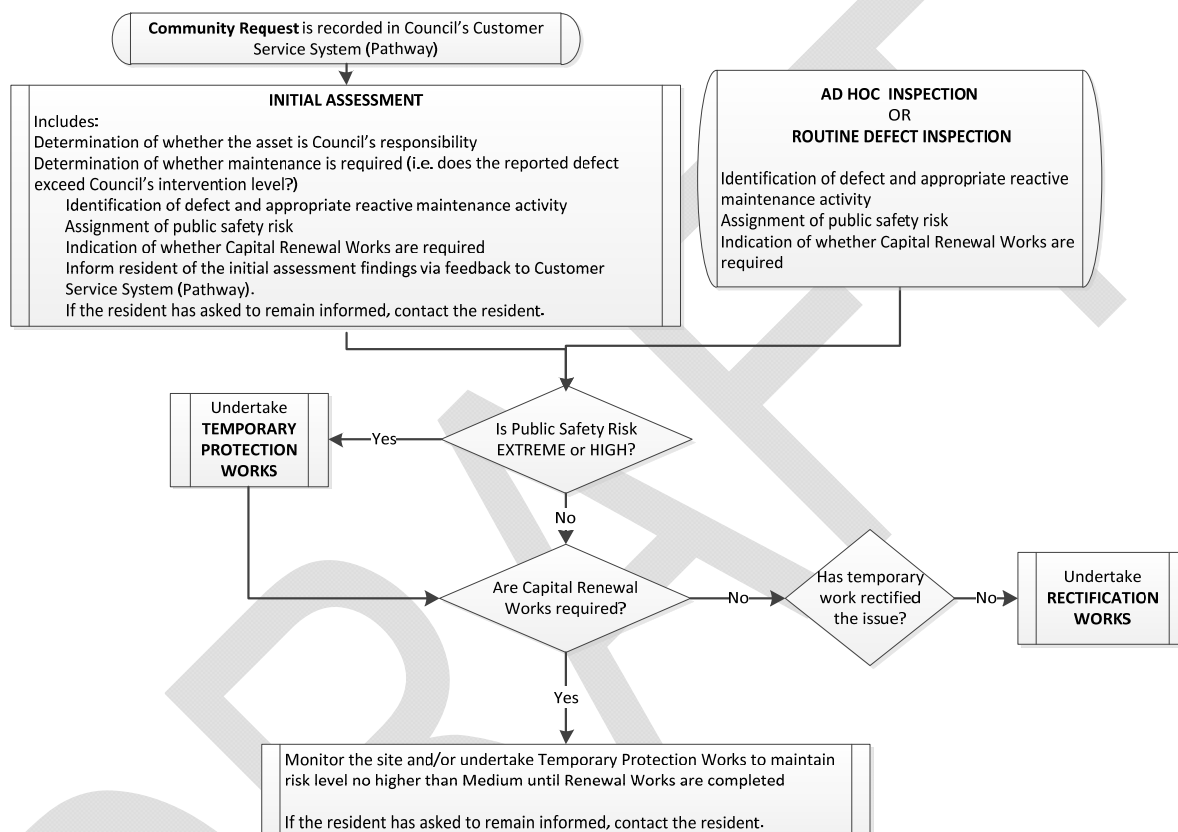 Community Request is recorded in Council's Customer
Service System (Pathway)
INITIAL ASSESSMENT
Includes:
Determination of whether the asset is Council's responsibility
Determination of whether maintenance is required (i.e. does the reported defect
exceed Council's intervention level?)
Identification of defect and appropriate reactive maintenance activity
Assignment of public safety risk
Indication of whether Capital Renewal Works are required
Inform resident of the initial assessment findings via feedback to Customer
Service System (Pathway).
If the resident has asked to remain informed, contact the resident.
AD HOC INSPECTION
OR
ROUTINE DEFECT INSPECTION
Identification of defect and appropriate reactive
maintenance activity
Assignment of public safety risk
Indication of whether Capital Renewal Works are
required
Undertake
TEMPORARY
PROTECTION
WORKS
Yes
Is Public Safety Risk
EXTREME or HIGH?
No
Are Capital Renewal
Works required?
No
Has temporary
work rectified
the issue?
No
Undertake
RECTIFICATION
WORKS
Yes
Monitor the site and/or undertake Temporary Protection Works to maintain
risk level no higher than Medium until Renewal Works are completed
If the resident has asked to remain informed, contact the resident.